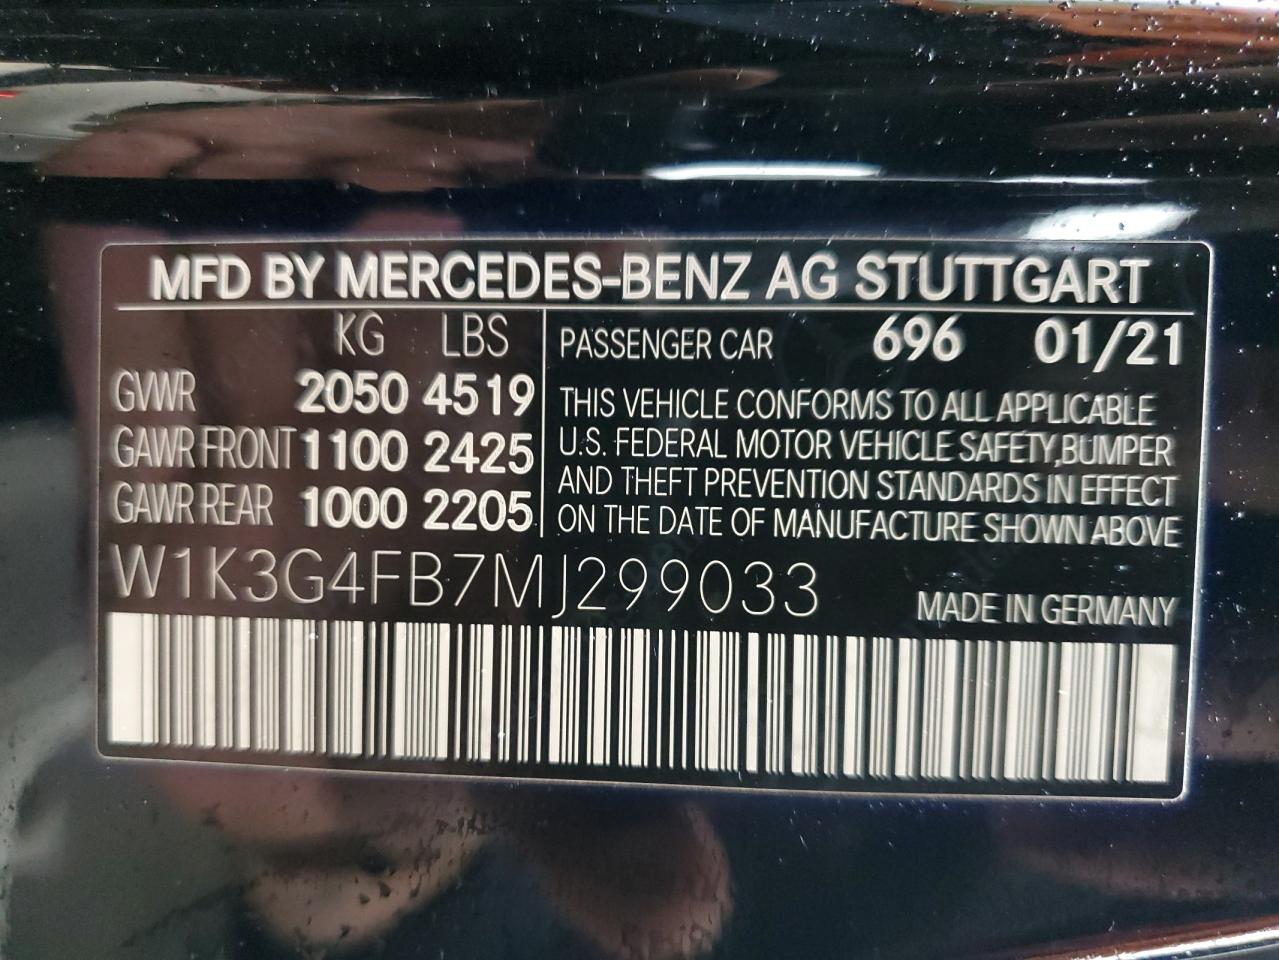 MFD BY MERCEDES-BENZ AG STUTTGART
KG LBS
GVWR 2050 4519
GAWR FRONT 1100 2425
GAWR REAR 1000 2205
PASSENGER CAR 696 01/21
THIS VEHICLE CONFORMS TO ALL APPLICABLE
U.S. FEDERAL MOTOR VEHICLE SAFETY,BUMPER
AND THEFT PREVENTION STANDARDS IN EFFECT
ON THE DATE OF MANUFACTURE SHOWN ABOVE
W1K3G4FB7MJ299033
MADE IN GERMANY